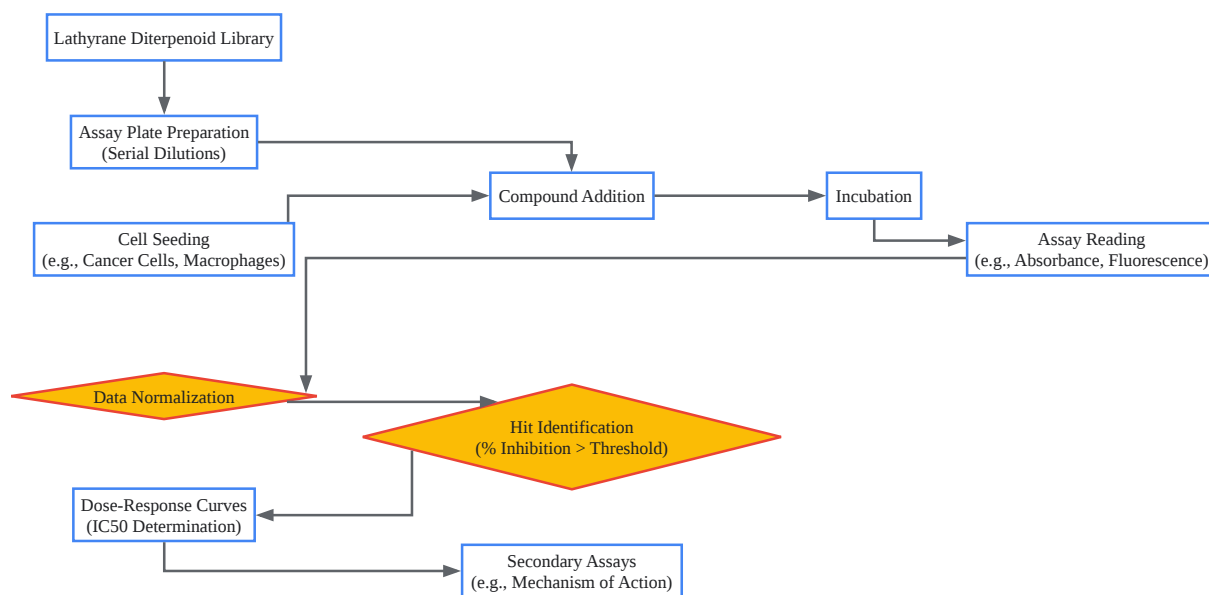 Lathyrane Diterpenoid Library
Assay Plate Preparation
(Serial Dilutions)
Compound Addition
Incubation
Cell Seeding
(e.g., Cancer Cells, Macrophages)
Assay Reading
(e.g., Absorbance, Fluorescence)
Data Normalization
Hit Identification
(% Inhibition > Threshold)
Dose-Response Curves
(IC50 Determination)
Secondary Assays
(e.g., Mechanism of Action)